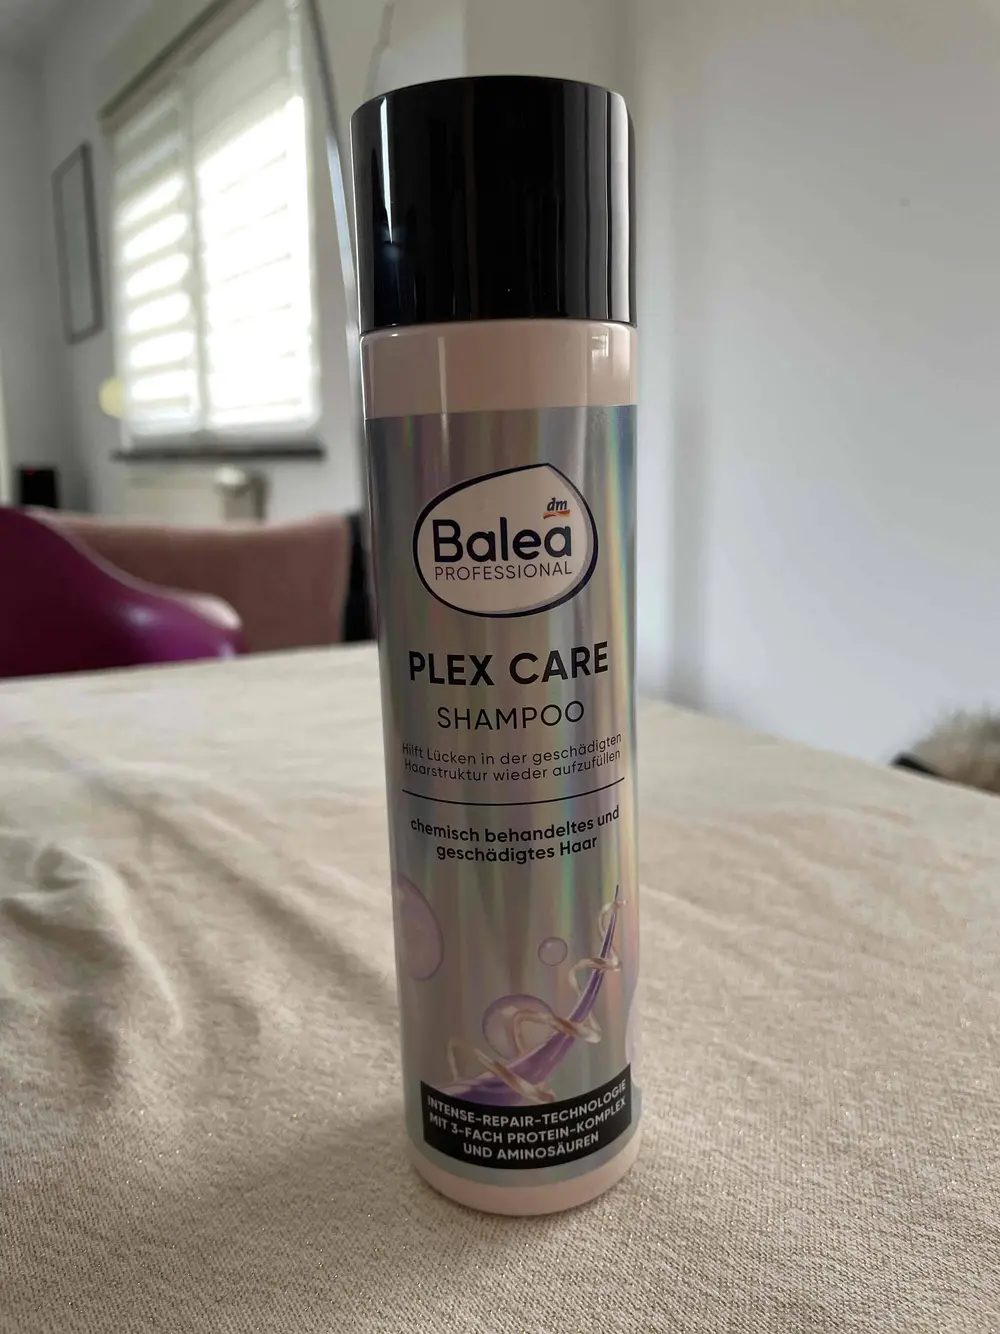 dm
Balea
PROFESSIONAL
PLEX CARE
SHAMPOO
Hilft Lücken in der geschädigten
Haarstruktur wieder aufzufüllen
chemisch behandeltes und
geschädigtes Haar
INTENSE-REPAIR-TECHNOLOGIE
MIT 3-FACH PROTEIN-KOMPLEX
UND AMINOSÄUREN